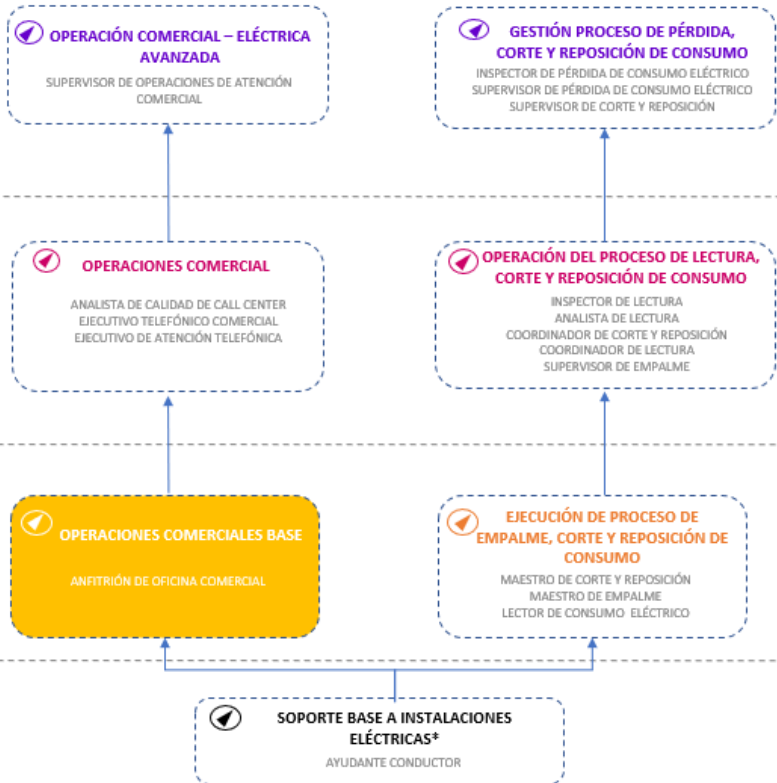 OPERACIÓN COMERCIAL – ELÉCTRICA
AVANZADA
SUPERVISOR DE OPERACIONES DE ATENCIÓN
COMERCIAL
GESTIÓN PROCESO DE PÉRDIDA,
CORTE Y REPOSICIÓN DE CONSUMO
INSPECTOR DE PÉRDIDA DE CONSUMO ELÉCTRICO
SUPERVISOR DE PÉRDIDA DE CONSUMO ELÉCTRICO
SUPERVISOR DE CORTE Y REPOSICIÓN
OPERACIONES COMERCIAL
ANALISTA DE CALIDAD DE CALL CENTER
EJECUTIVO TELEFÓNICO COMERCIAL
EJECUTIVO DE ATENCIÓN TELEFÓNICA
OPERACIÓN DEL PROCESO DE LECTURA,
CORTE Y REPOSICIÓN DE CONSUMO
INSPECTOR DE LECTURA
ANALISTA DE LECTURA
COORDINADOR DE CORTE Y REPOSICIÓN
COORDINADOR DE LECTURA
SUPERVISOR DE EMPALME
OPERACIONES COMERCIALES BASE
ANFITRIÓN DE OFICINA COMERCIAL
EJECUCIÓN DE PROCESO DE
EMPALME, CORTE Y REPOSICIÓN DE
CONSUMO
MAESTRO DE CORTE Y REPOSICIÓN
MAESTRO DE EMPALME
LECTOR DE CONSUMO ELÉCTRICO
SOPORTE BASE A INSTALACIONES
ELÉCTRICAS*
AYUDANTE CONDUCTOR